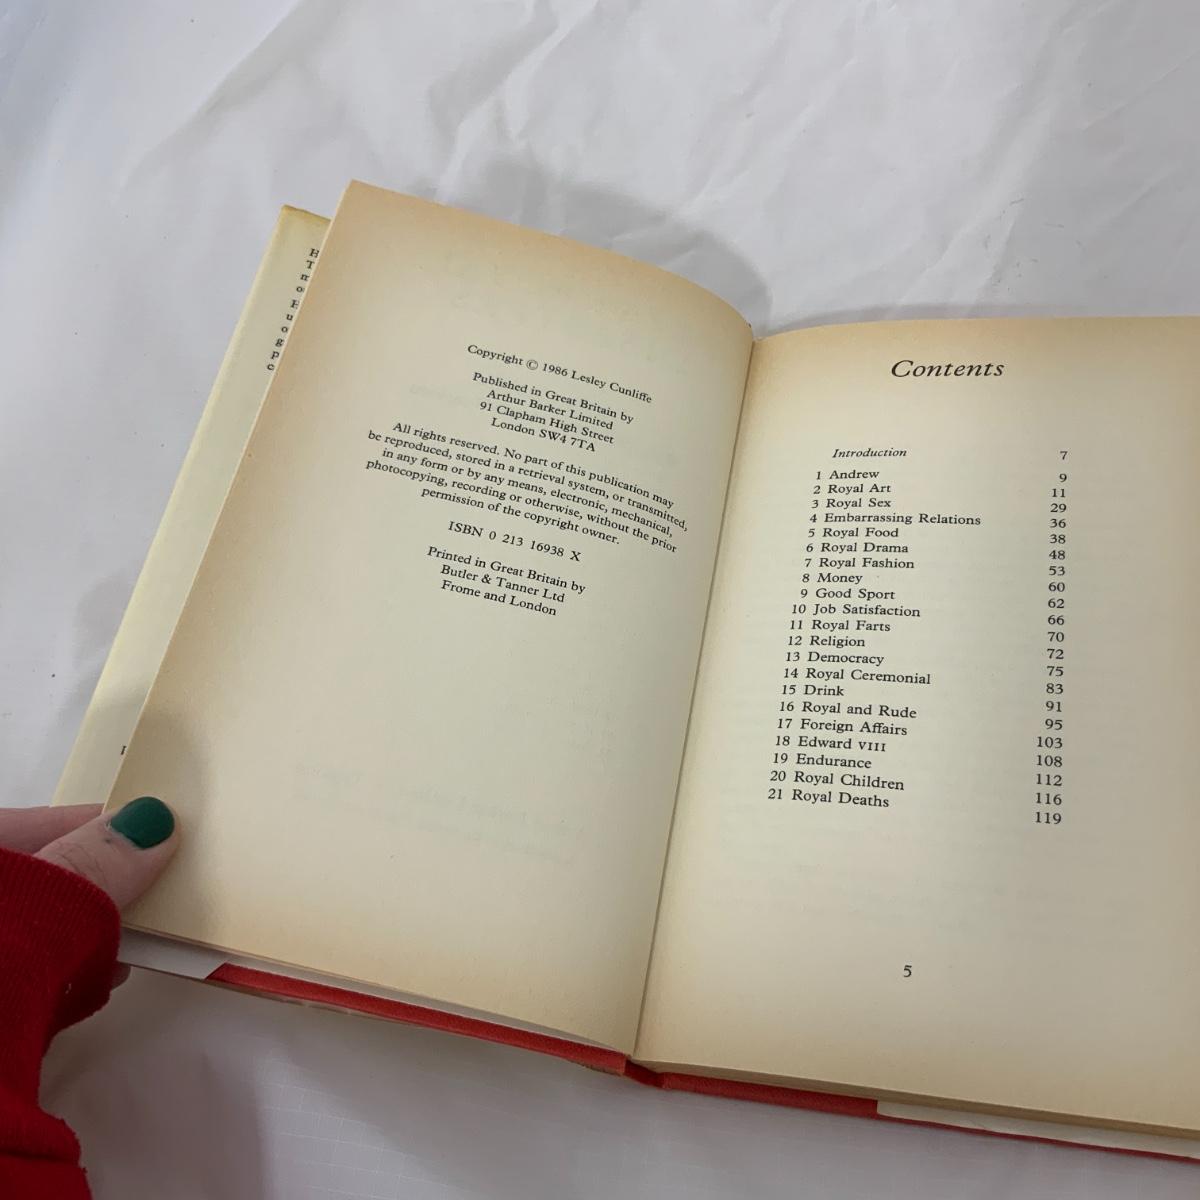 Copyright © 1986 Lesley Cunliffe
Published in Great Britain by
Arthur Barker Limited
91 Clapham High Street
London SW4 7TA
All rights reserved. No part of this publication may
be reproduced, stored in a retrieval system, or transmitted,
in any form or by any means, electronic, mechanical,
photocopying, recording or otherwise, without the prior
permission of the copyright owner.
ISBN 0 213 16938 X
Printed in Great Britain by
Butler & Tanner Ltd
Frome and London
Contents
Introduction 7
1 Andrew 9
2 Royal Art 11
3 Royal Sex 29
4 Embarrassing Relations 36
5 Royal Food 38
6 Royal Drama 48
7 Royal Fashion 53
8 Money 60
9 Good Sport 62
10 Job Satisfaction 66
11 Royal Farts 70
12 Religion 72
13 Democracy 75
14 Royal Ceremonial 83
15 Drink 91
16 Royal and Rude 95
17 Foreign Affairs 103
18 Edward VIII 108
19 Endurance 112
20 Royal Children 116
21 Royal Deaths 119
5